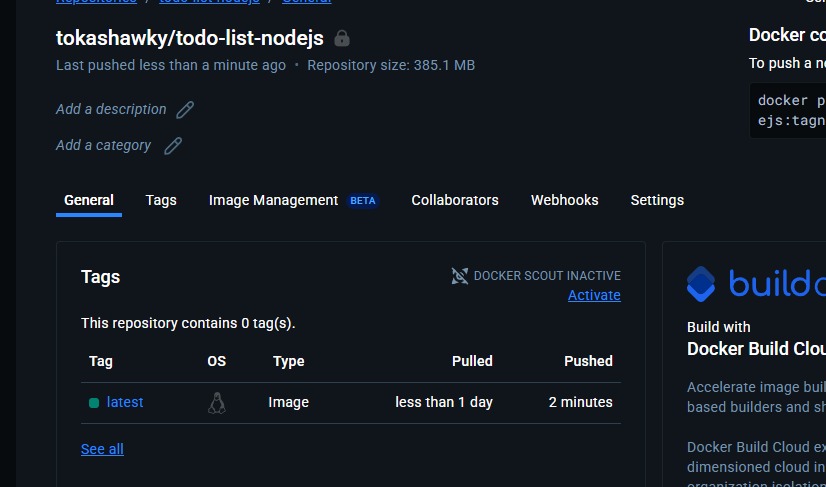 Repositories / todo-list-nodejs / General
tokashawky/todo-list-nodejs
Docker co
Last pushed less than a minute ago • Repository size: 385.1 MB
To push a ne
Add a description
docker p
ejs:tagn
Add a category
General Tags Image Management BETA Collaborators Webhooks Settings
Tags
DOCKER SCOUT INACTIVE
Activate
This repository contains 0 tag(s).
Tag OS Type Pulled Pushed
latest Image less than 1 day 2 minutes
See all
build
Build with
Docker Build Clou
Accelerate image buil
based builders and sh
Docker Build Cloud ex
dimensioned cloud in
organization isolation